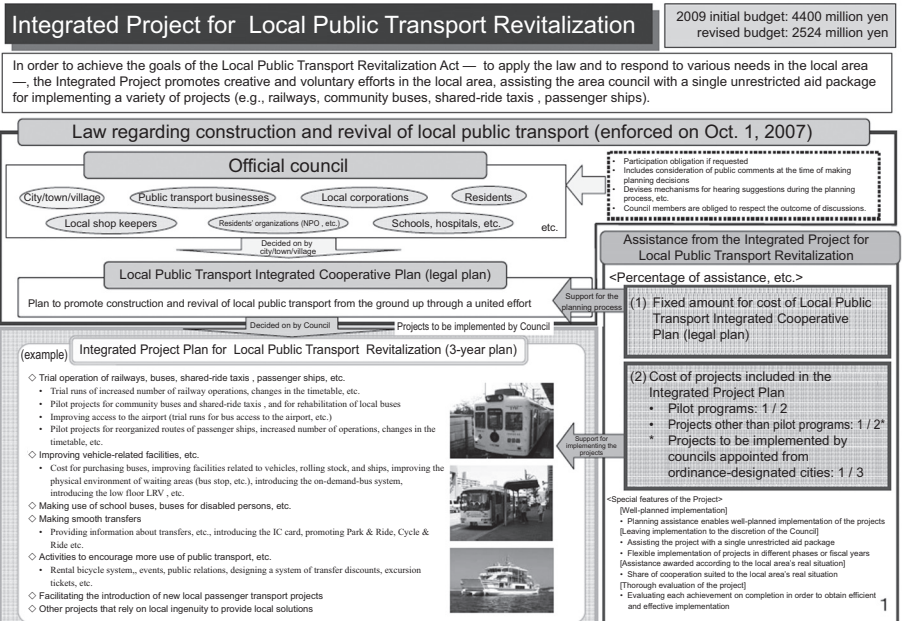 Integrated Project for Local Public Transport Revitalization
2009 initial budget: 4400 million yen
revised budget: 2524 million yen
In order to achieve the goals of the Local Public Transport Revitalization Act — to apply the law and to respond to various needs in the local area
—, the Integrated Project promotes creative and voluntary efforts in the local area, assisting the area council with a single unrestricted aid package
for implementing a variety of projects (e.g., railways, community buses, shared-ride taxis , passenger ships).
Law regarding construction and revival of local public transport (enforced on Oct. 1, 2007)
Official council
City/town/village
Public transport businesses
Local corporations
Residents
Local shop keepers
Residents' organizations (NPO , etc.)
Schools, hospitals, etc.
etc.
• Participation obligation if requested
• Includes consideration of public comments at the time of making
planning decisions
• Devises mechanisms for hearing suggestions during the planning
process, etc.
• Council members are obliged to respect the outcome of discussions.
Decided on by
city/town/village
Local Public Transport Integrated Cooperative Plan (legal plan)
Plan to promote construction and revival of local public transport from the ground up through a united effort
Support for the
planning process
Assistance from the Integrated Project for
Local Public Transport Revitalization
<Percentage of assistance, etc.>
(1) Fixed amount for cost of Local Public
Transport Integrated Cooperative
Plan (legal plan)
Decided on by Council
Projects to be implemented by Council
(example)
Integrated Project Plan for Local Public Transport Revitalization (3-year plan)
◇ Trial operation of railways, buses, shared-ride taxis , passenger ships, etc.
• Trial runs of increased number of railway operations, changes in the timetable, etc.
• Pilot projects for community buses and shared-ride taxis , and for rehabilitation of local buses
• Improving access to the airport (trial runs for bus access to the airport, etc.)
• Pilot projects for reorganized routes of passenger ships, increased number of operations, changes in the
timetable, etc.
◇ Improving vehicle-related facilities, etc.
• Cost for purchasing buses, improving facilities related to vehicles, rolling stock, and ships, improving the
physical environment of waiting areas (bus stop, etc.), introducing the on-demand-bus system,
introducing the low floor LRV , etc.
◇ Making use of school buses, buses for disabled persons, etc.
◇ Making smooth transfers
• Providing information about transfers, etc., introducing the IC card, promoting Park & Ride, Cycle &
Ride etc.
◇ Activities to encourage more use of public transport, etc.
• Rental bicycle system,, events, public relations, designing a system of transfer discounts, excursion
tickets, etc.
◇ Facilitating the introduction of new local passenger transport projects
◇ Other projects that rely on local ingenuity to provide local solutions
Support for
implementing the
projects
(2) Cost of projects included in the
Integrated Project Plan
• Pilot programs: 1 / 2
• Projects other than pilot programs: 1 / 2*
* Projects to be implemented by
councils appointed from
ordinance-designated cities: 1 / 3
<Special features of the Project>
[Well-planned implementation]
• Planning assistance enables well-planned implementation of the projects
[Leaving implementation to the discretion of the Council]
• Assisting the project with a single unrestricted aid package
• Flexible implementation of projects in different phases or fiscal years
[Assistance awarded according to the local area's real situation]
• Share of cooperation suited to the local area's real situation
[Thorough evaluation of the project]
• Evaluating each achievement on completion in order to obtain efficient
and effective implementation
1